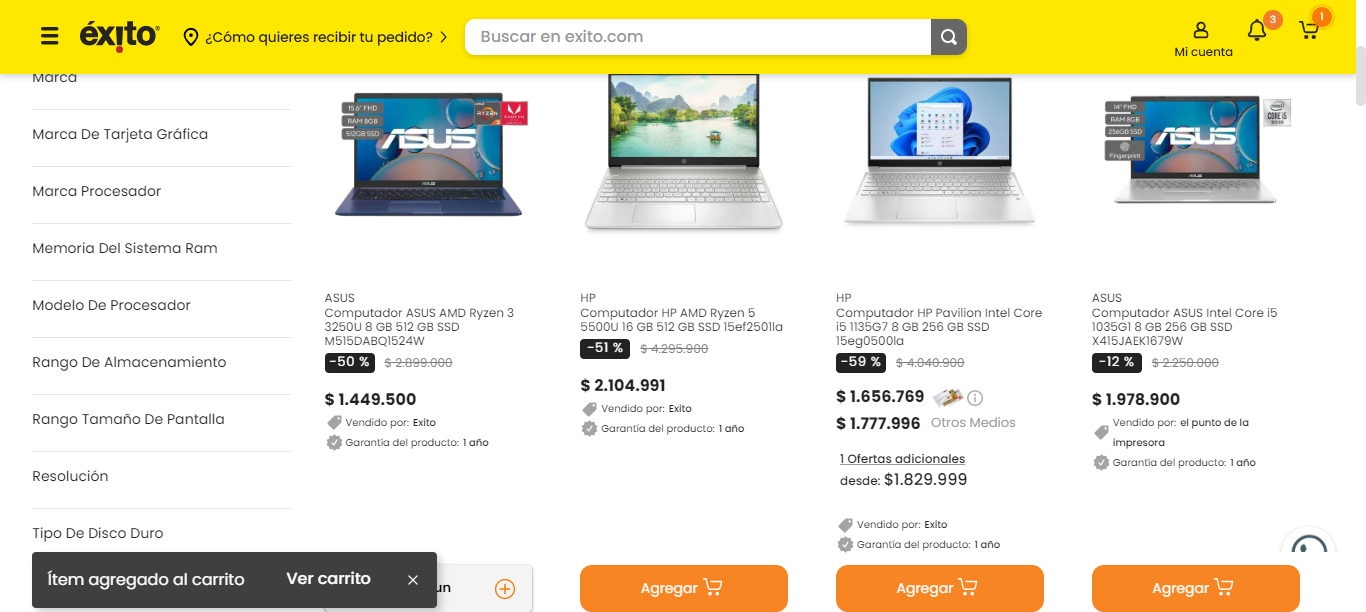 éxito
¿Cómo quieres recibir tu pedido?
Buscar en exito.com
Mi cuenta
3
1
Marca
Marca De Tarjeta Gráfica
Marca Procesador
Memoria Del Sistema Ram
Modelo De Procesador
Rango De Almacenamiento
Rango Tamaño De Pantalla
Resolución
Tipo De Disco Duro
15.6" FHD
RAM 8GB
512GB SSD
ASUS
AMD
RYZEN
3
RADEON
ASUS
Computador ASUS AMD Ryzen 3
3250U 8 GB 512 GB SSD
M515DABQ1524W
-50 % $ 2.899.000
$ 1.449.500
Vendido por: Exito
Garantía del producto: 1 año
un
HP
Computador HP AMD Ryzen 5
5500U 16 GB 512 GB SSD 15ef2501la
-51 % $ 4.295.900
$ 2.104.991
Vendido por: Exito
Garantía del producto: 1 año
Agregar
HP
Computador HP Pavilion Intel Core
i5 1135G7 8 GB 256 GB SSD
15eg0500la
-59 % $ 4.040.900
$ 1.656.769
$ 1.777.996 Otros Medios
1 Ofertas adicionales
desde: $1.829.999
Vendido por: Exito
Garantía del producto: 1 año
Agregar
14" FHD
RAM 8GB
256GB SSD
Fingerprint
ASUS
intel
CORE i5
ASUS
Computador ASUS Intel Core i5
1035G1 8 GB 256 GB SSD
X415JAEK1679W
-12 % $ 2.250.000
$ 1.978.900
Vendido por: el punto de la
impresora
Garantía del producto: 1 año
Agregar
Ítem agregado al carrito Ver carrito